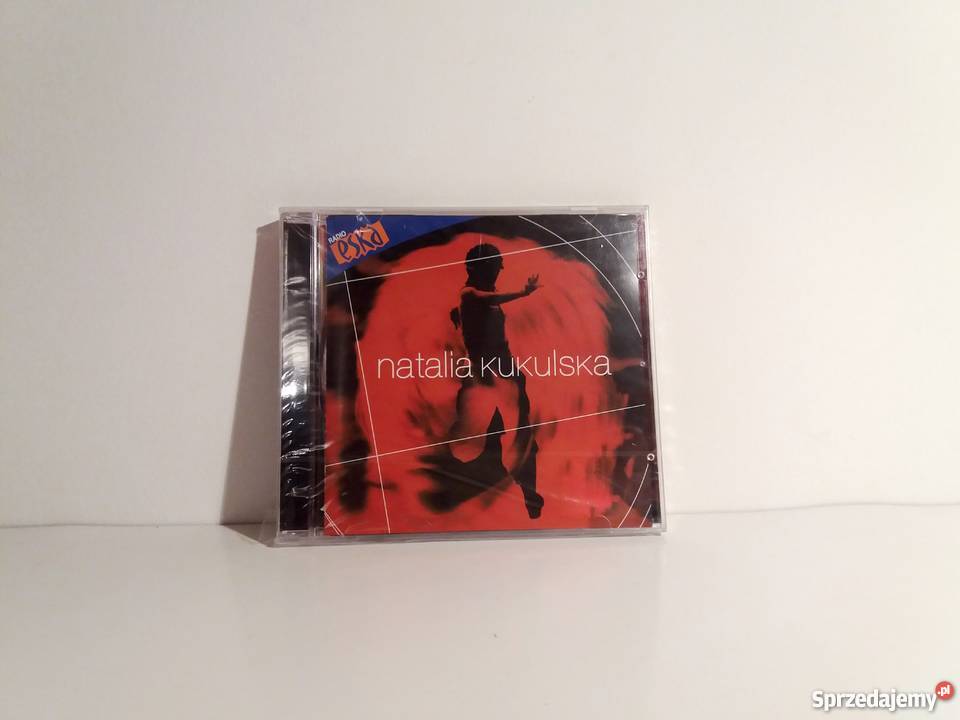 RADIO
eska
natalia kukulska
Sprzedajemy.pl